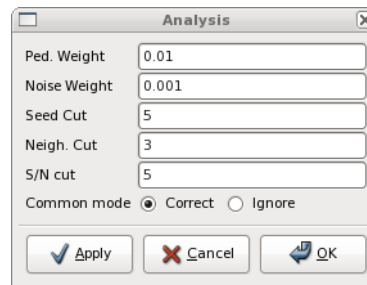 Analysis
Ped. Weight 0.01
Noise Weight 0.001
Seed Cut 5
Neigh. Cut 3
S/N cut 5
Common mode Correct Ignore
Apply Cancel OK